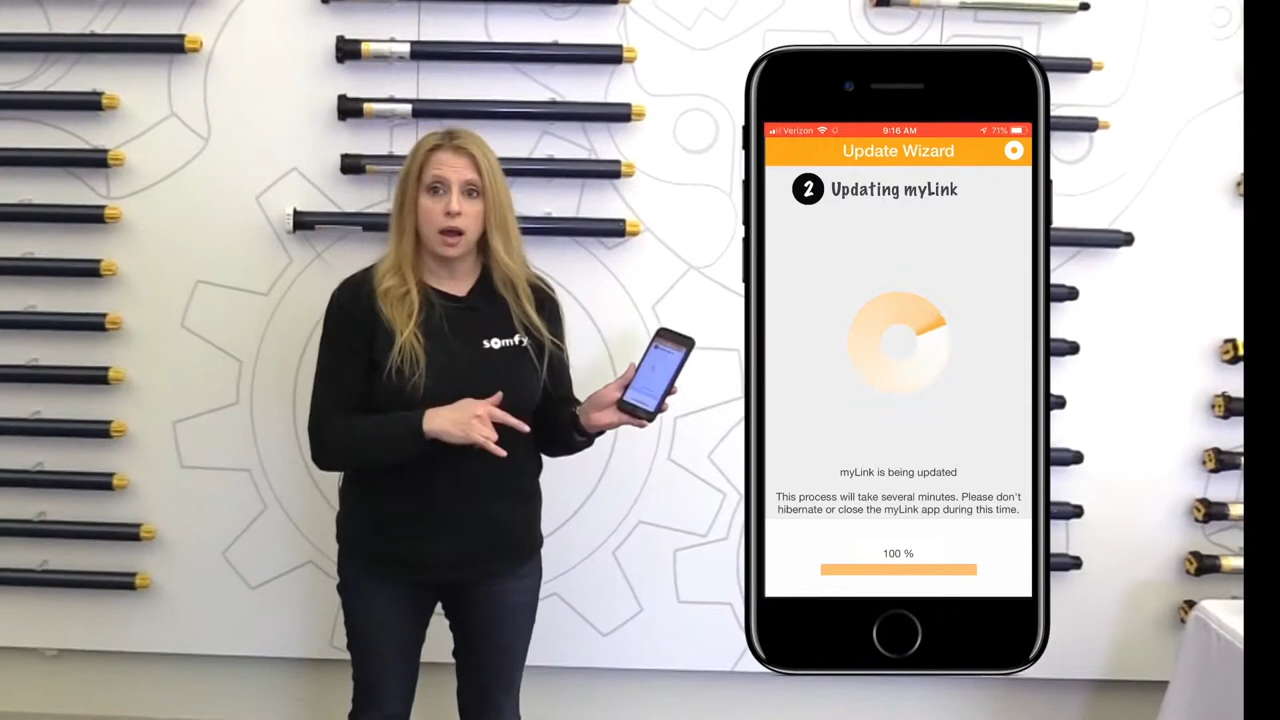 somfy
Verizon 9:16 AM 71%
Update Wizard
2 Updating myLink
myLink is being updated
This process will take several minutes. Please don't
hibernate or close the myLink app during this time.
100 %